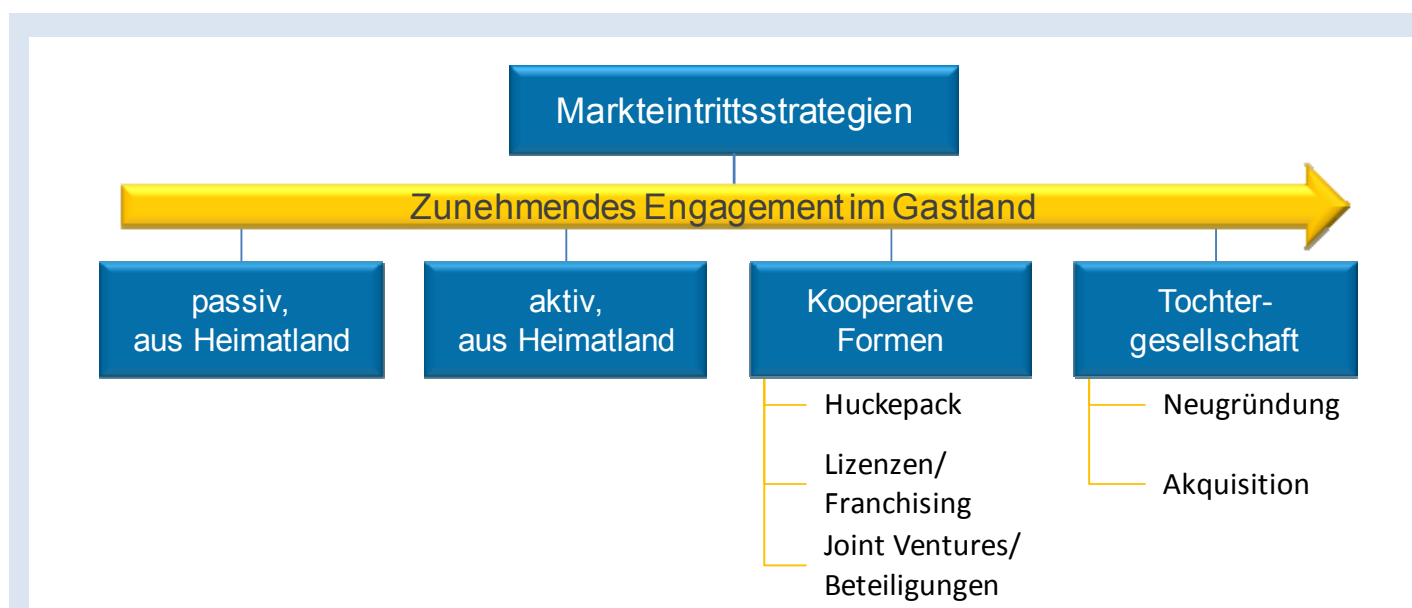 Markteintrittsstrategien
Zunehmendes Engagement im Gastland
passiv,
aus Heimatland
aktiv,
aus Heimatland
Kooperative
Formen
Huckepack
Lizenzen/
Franchising
Joint Ventures/
Beteiligungen
Tochter-
gesellschaft
Neugründung
Akquisition